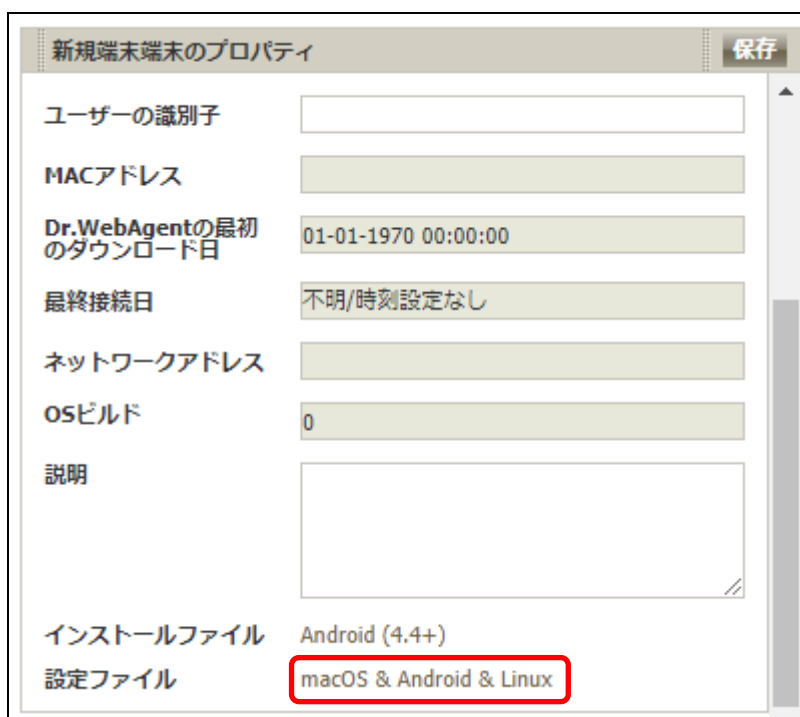 新規端末端末のプロパティ 保存
ユーザーの識別子
MACアドレス
Dr.WebAgentの最初
のダウンロード日 01-01-1970 00:00:00
最終接続日 不明/時刻設定なし
ネットワークアドレス
OSビルド 0
説明
インストールファイル Android (4.4+)
設定ファイル macOS & Android & Linux